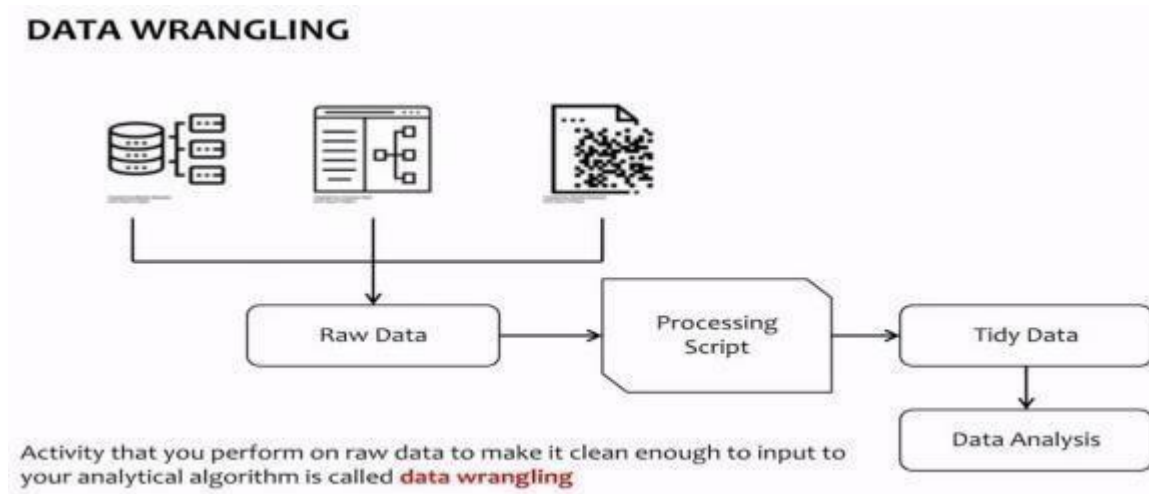 DATA WRANGLING
Raw Data
Processing
Script
Tidy Data
Data Analysis
Activity that you perform on raw data to make it clean enough to input to
your analytical algorithm is called data wrangling